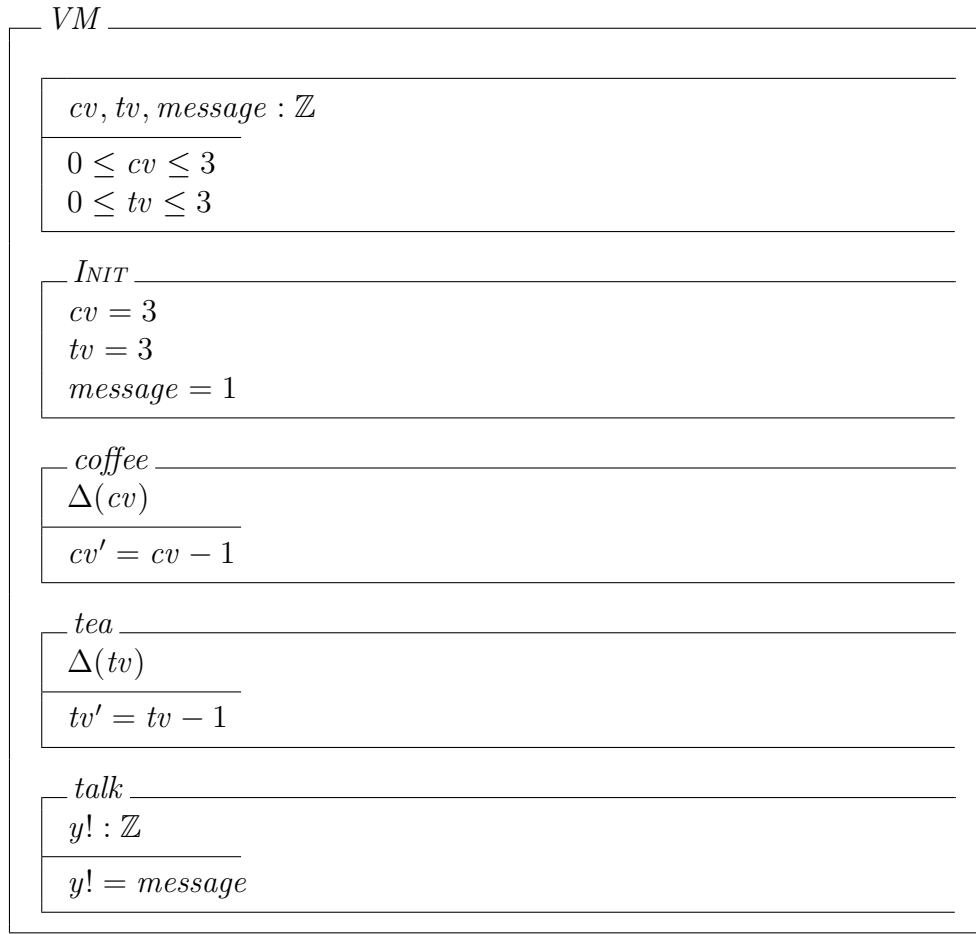 VM
cv, tv, message : ℤ
0 ≤ cv ≤ 3
0 ≤ tv ≤ 3
INIT
cv = 3
tv = 3
message = 1
coffee
Δ(cv)
cv′ = cv − 1
tea
Δ(tv)
tv′ = tv − 1
talk
y! : ℤ
y! = message